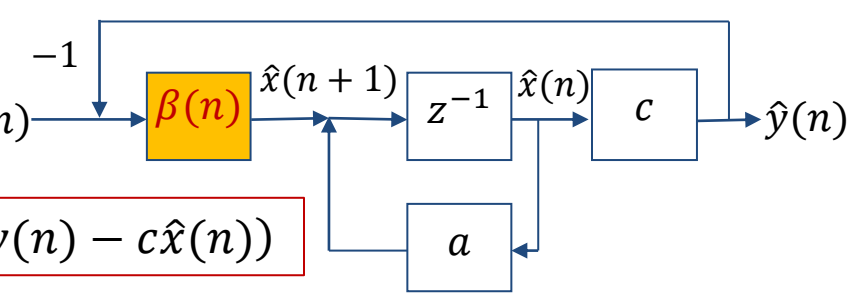 −1
n) β(n) x̂(n + 1) z⁻¹ x̂(n) c ŷ(n)
(n) − cx̂(n)) a